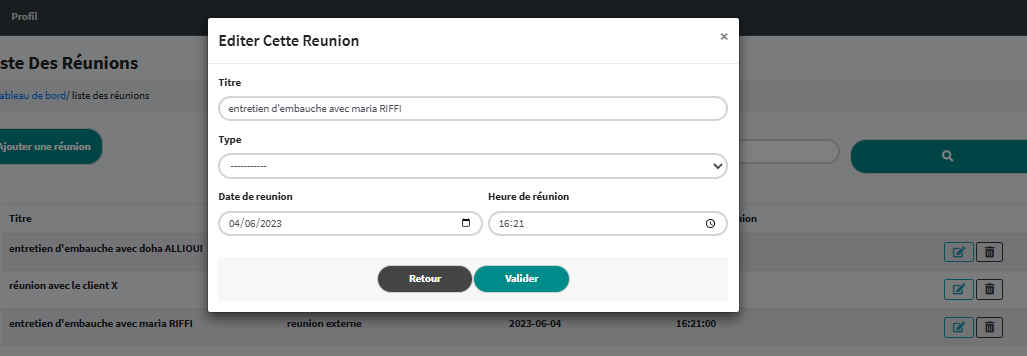 Profil
Editer Cette Reunion
×
ste Des Réunions
Titre
ableau de bord/ liste des réunions
entretien d'embauche avec maria RIFFI
Type
Ajouter une réunion
-----------
Date de reunion
Heure de réunion
04/06/2023
16:21
Titre
nion
entretien d'embauche avec doha ALLIOUI
Retour
Valider
réunion avec le client X
entretien d'embauche avec maria RIFFI
reunion externe
2023-06-04
16:21:00